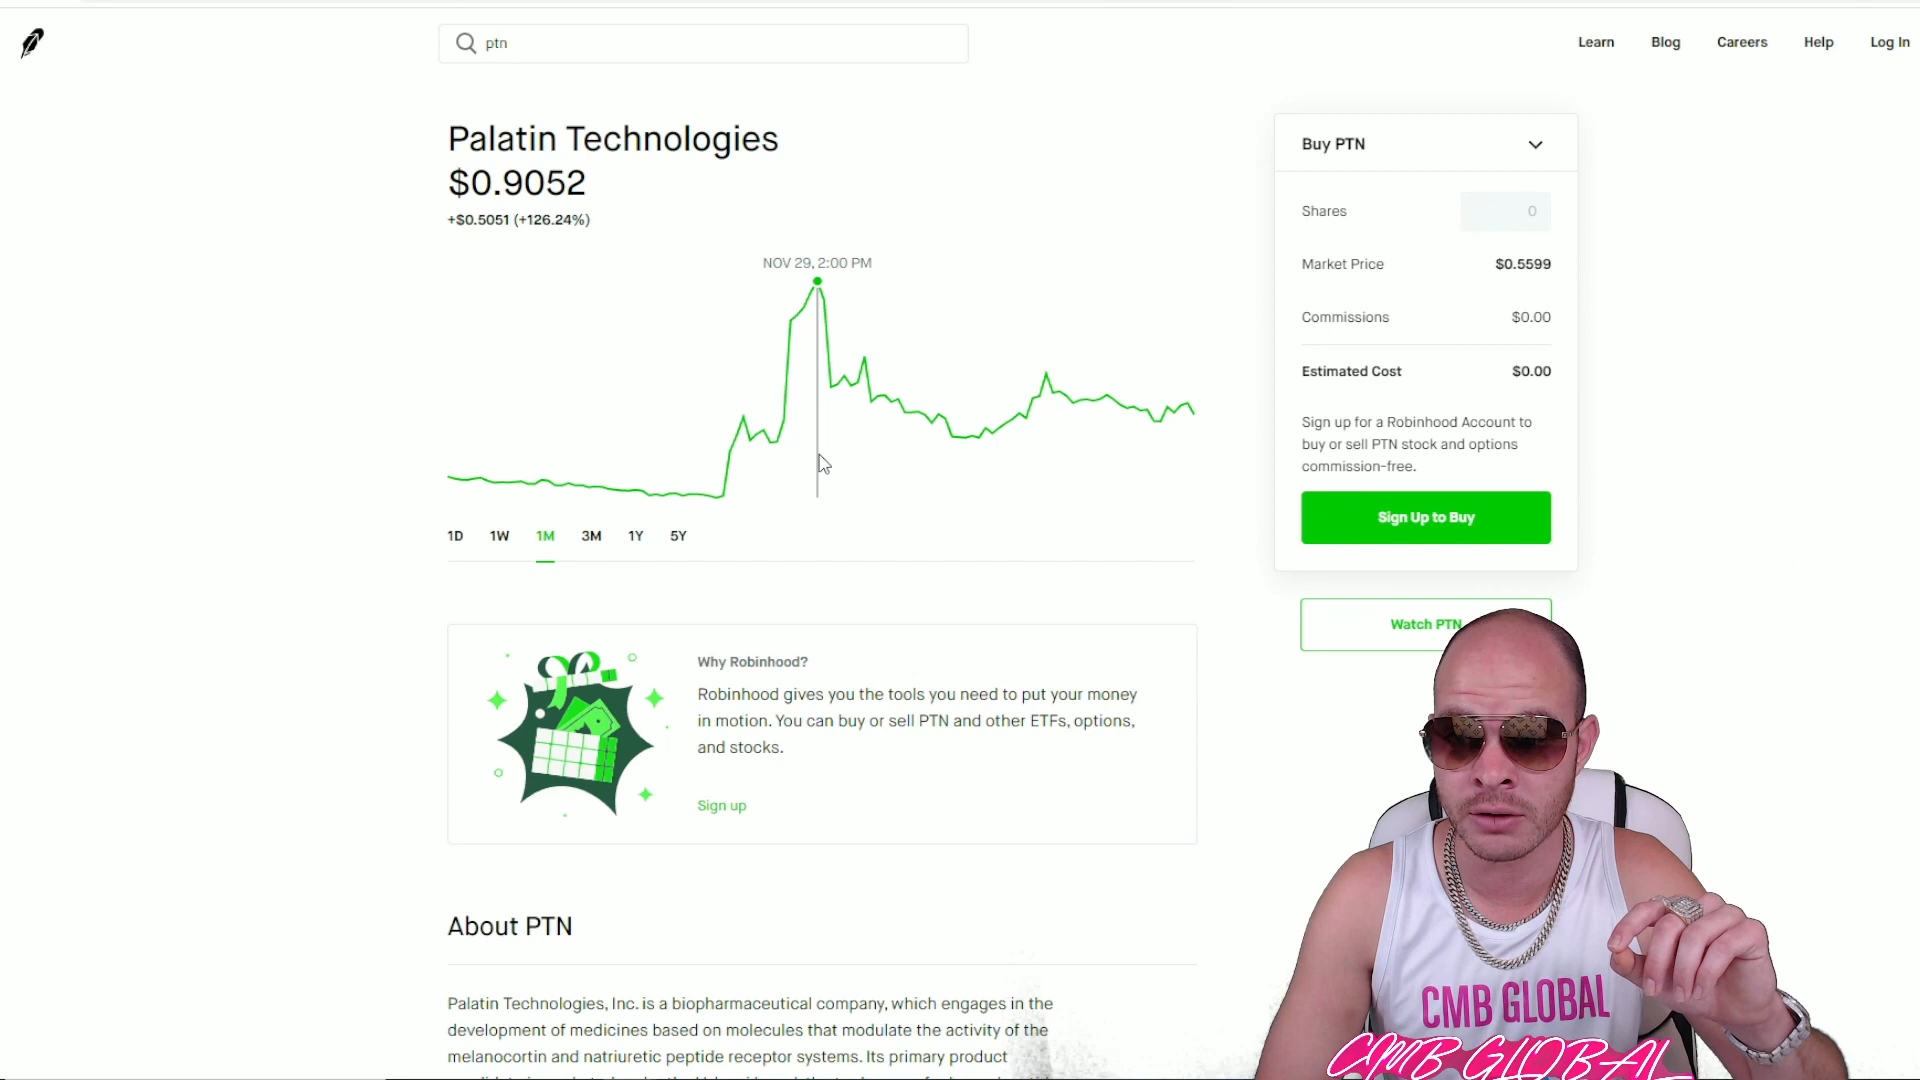 ptn
Learn
Blog
Careers
Help
Log In
Palatin Technologies
$0.9052
+$0.5051 (+126.24%)
NOV 29, 2:00 PM
1D
1W
1M
3M
1Y
5Y
Buy PTN
Shares
0
Market Price
$0.5599
Commissions
$0.00
Estimated Cost
$0.00
Sign up for a Robinhood Account to
buy or sell PTN stock and options
commission-free.
Sign Up to Buy
Watch PTN
Why Robinhood?
Robinhood gives you the tools you need to put your money
in motion. You can buy or sell PTN and other ETFs, options,
and stocks.
Sign up
About PTN
Palatin Technologies, Inc. is a biopharmaceutical company, which engages in the
development of medicines based on molecules that modulate the activity of the
melanocortin and natriuretic peptide receptor systems. Its primary product
CMB GLOBAL
CMB GLOBAL